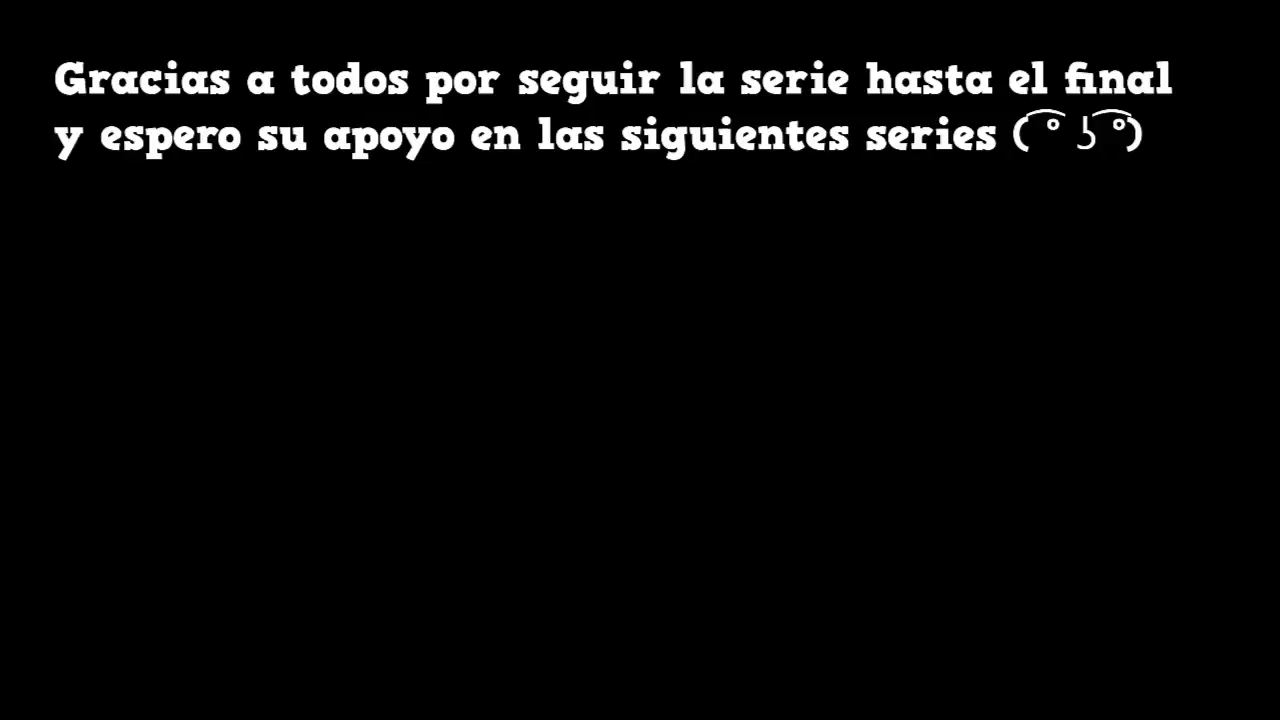 Gracias a todos por seguir la serie hasta el final
y espero su apoyo en las siguientes series ( ͡° ͜ʖ ͡°)